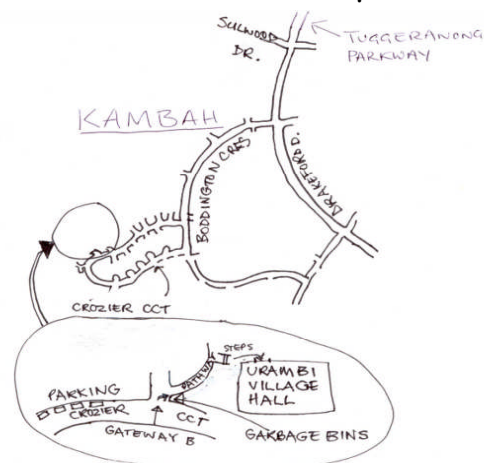 SULWOOD
DR.
TUGGERANONG
PARKWAY
KAMBAH
BODDINGTON CRES
DRAKEFORD D.
CROZIER CCT
STEPS
PATHWAY
URAMBI
VILLAGE
HALL
PARKING
CROZIER
CCT
GATEWAY B
GARBAGE BINS